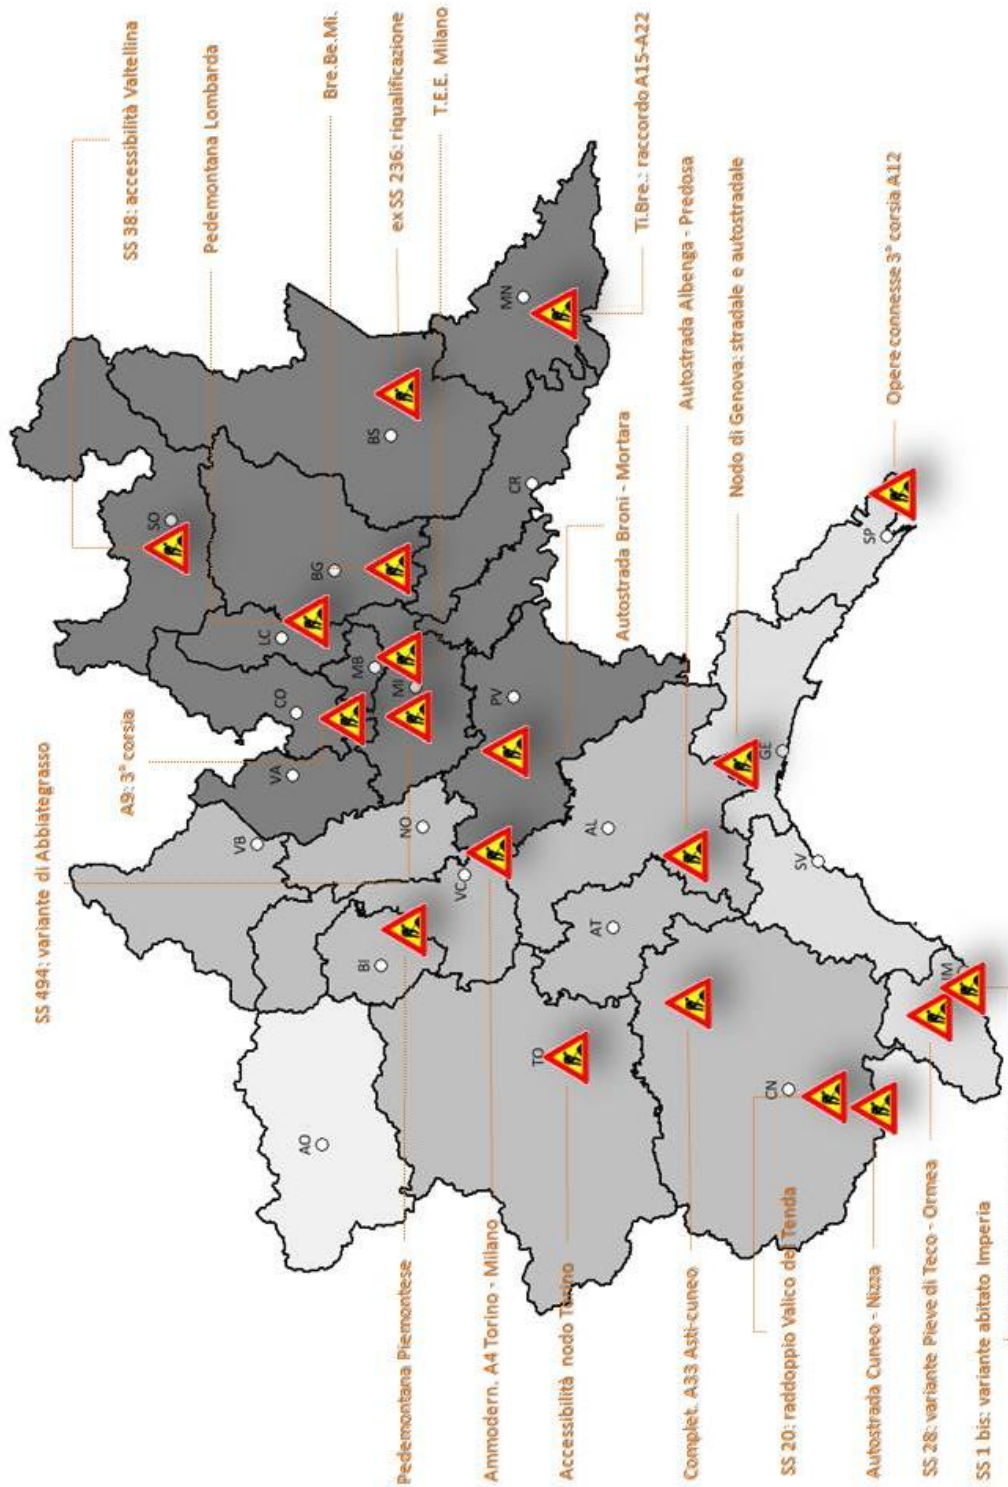 SS 494: variante di Abbiategrasso
A9: 3° corsia
SS 38: accessibilità Valtellina
Pedemontana Lombarda
Bre.Be.Mi.
ex SS 236: riqualificazione
T.E.E. Milano
Ti.Bre.: raccordo A15-A22
Autostrada Broni - Mortara
Autostrada Albenga - Predosa
Nodo di Genova: stradale e autostradale
Opere connesse 3° corsia A12
Pedemontana Piemontese
Ammodern. A4 Torino - Milano
Accessibilità nodo Torino
Complet. A33 Asti-cuneo
SS 20: raddoppio Valico del Tenda
Autostrada Cuneo - Nizza
SS 28: variante Pieve di Teco - Ormea
SS 1 bis: variante abitato Imperia
SO
LC
CO
VA
VB
BG
BS
MB
MI
MN
CR
PV
NO
VC
BI
AO
TO
AT
AL
CN
GE
SV
SP
IM